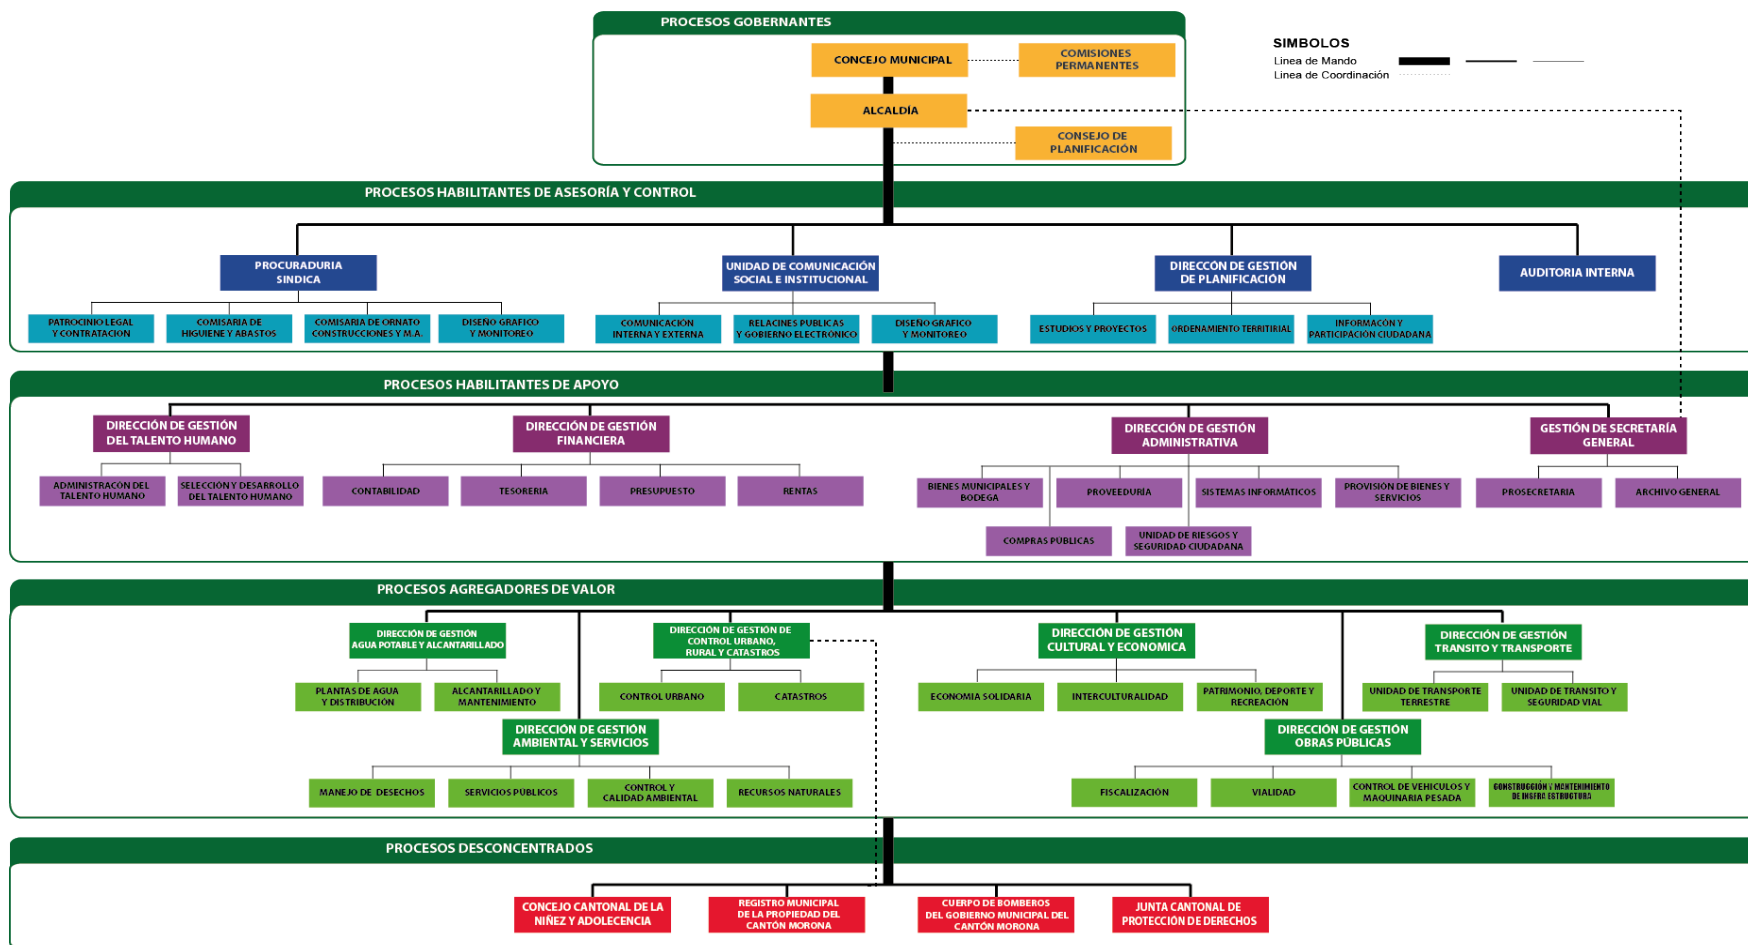 PROCESOS GOBERNANTES
CONCEJO MUNICIPAL
COMISIONES
PERMANENTES
ALCALDÍA
CONSEJO DE
PLANIFICACIÓN
SIMBOLOS
Linea de Mando
Linea de Coordinación
PROCESOS HABILITANTES DE ASESORÍA Y CONTROL
PROCURADURIA
SINDICA
UNIDAD DE COMUNICACIÓN
SOCIAL E INSTITUCIONAL
DIRECCÓN DE GESTIÓN
DE PLANIFICACIÓN
AUDITORIA INTERNA
PATROCINIO LEGAL
Y CONTRATACION
COMISARIA DE
HIGUIENE Y ABASTOS
COMISARIA DE ORNATO
CONSTRUCCIONES Y M.A.
DISEÑO GRAFICO
Y MONITOREO
COMUNICACIÓN
INTERNA Y EXTERNA
RELACINES PUBLICAS
Y GOBIERNO ELECTRÓNICO
DISEÑO GRAFICO
Y MONITOREO
ESTUDIOS Y PROYECTOS
ORDENAMIENTO TERRITIRIAL
INFORMACÓN Y
PARTICIPACIÓN CIUDADANA
PROCESOS HABILITANTES DE APOYO
DIRECCIÓN DE GESTIÓN
DEL TALENTO HUMANO
DIRECCIÓN DE GESTIÓN
FINANCIERA
DIRECCIÓN DE GESTIÓN
ADMINISTRATIVA
GESTIÓN DE SECRETARÍA
GENERAL
ADMINISTRACÓN DEL
TALENTO HUMANO
SELECCIÓN Y DESARROLLO
DEL TALENTO HUMANO
CONTABILIDAD
TESORERIA
PRESUPUESTO
RENTAS
BIENES MUNICIPALES Y
BODEGA
PROVEEDURÍA
SISTEMAS INFORMÁTICOS
PROVISIÓN DE BIENES Y
SERVICIOS
PROSECRETARIA
ARCHIVO GENERAL
COMPRAS PÚBLICAS
UNIDAD DE RIESGOS Y
SEGURIDAD CIUDADANA
PROCESOS AGREGADORES DE VALOR
DIRECCIÓN DE GESTIÓN
AGUA POTABLE Y ALCANTARILLADO
DIRECCIÓN DE GESTIÓN DE
CONTROL URBANO,
RURAL Y CATASTROS
DIRECCIÓN DE GESTIÓN
CULTURAL Y ECONOMICA
DIRECCIÓN DE GESTIÓN
TRANSITO Y TRANSPORTE
PLANTAS DE AGUA
Y DISTRIBUCIÓN
ALCANTARILLADO Y
MANTENIMIENTO
CONTROL URBANO
CATASTROS
ECONOMIA SOLIDARIA
INTERCULTURALIDAD
PATRIMONIO, DEPORTE Y
RECREACIÓN
UNIDAD DE TRANSPORTE
TERRESTRE
UNIDAD DE TRANSITO Y
SEGURIDAD VIAL
DIRECCIÓN DE GESTIÓN
AMBIENTAL Y SERVICIOS
DIRECCIÓN DE GESTIÓN
OBRAS PÚBLICAS
MANEJO DE DESECHOS
SERVICIOS PÚBLICOS
CONTROL Y
CALIDAD AMBIENTAL
RECURSOS NATURALES
FISCALIZACIÓN
VIALIDAD
CONTROL DE VEHICULOS Y
MAQUINARIA PESADA
CONSTRUCCIÓN Y MANTENIMIENTO
DE INSFRA ESTRUCTURA
PROCESOS DESCONCENTRADOS
CONCEJO CANTONAL DE LA
NIÑEZ Y ADOLECENCIA
REGISTRO MUNICIPAL
DE LA PROPIEDAD DEL
CANTÓN MORONA
CUERPO DE BOMBEROS
DEL GOBIERNO MUNICIPAL DEL
CANTÓN MORONA
JUNTA CANTONAL DE
PROTECCIÓN DE DERECHOS